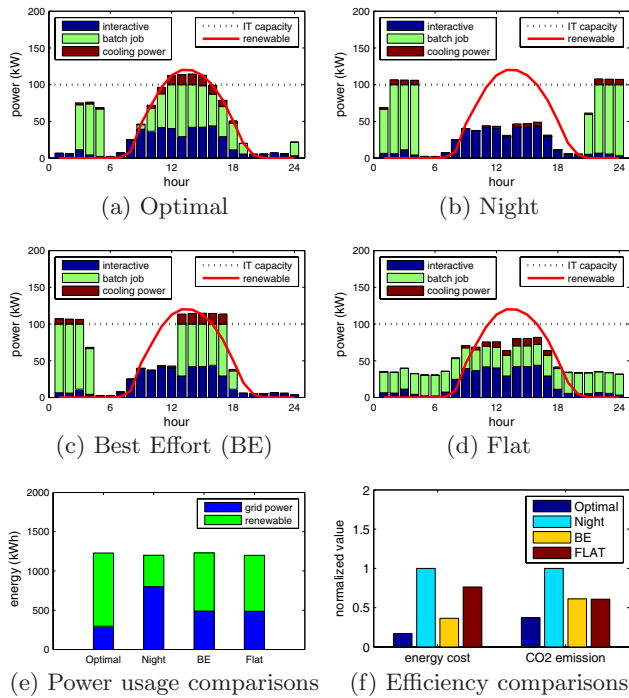 200
150
100
50
0
power (kW)
interactive
batch job
cooling power
IT capacity
renewable
0 6 12 18 24
hour
(a) Optimal
200
150
100
50
0
power (kW)
interactive
batch job
cooling power
IT capacity
renewable
0 6 12 18 24
hour
(b) Night
200
150
100
50
0
power (kW)
interactive
batch job
cooling power
IT capacity
renewable
0 6 12 18 24
hour
(c) Best Effort (BE)
200
150
100
50
0
power (kW)
interactive
batch job
cooling power
IT capacity
renewable
0 6 12 18 24
hour
(d) Flat
2000
1500
1000
500
0
energy (kWh)
grid power
renewable
Optimal Night BE Flat
(e) Power usage comparisons
2
1.5
1
0.5
0
normalized value
Optimal
Night
BE
FLAT
energy cost CO2 emission
(f) Efficiency comparisons